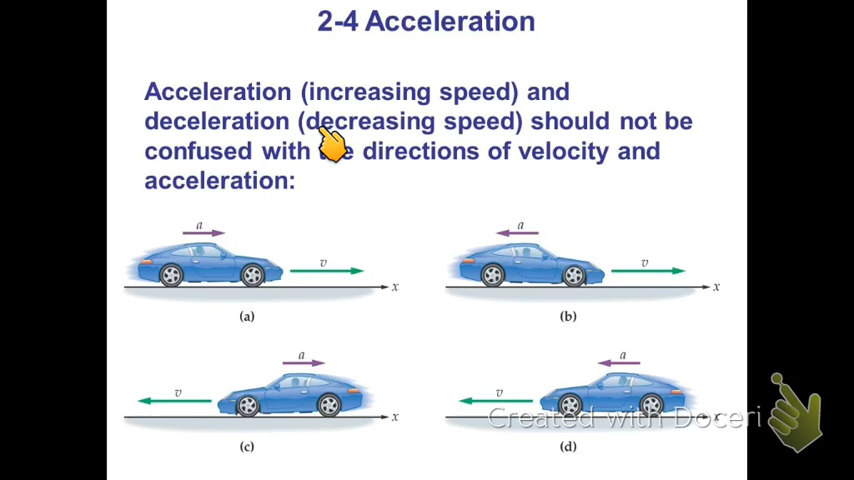 2-4 Acceleration
Acceleration (increasing speed) and
deceleration (decreasing speed) should not be
confused with the directions of velocity and
acceleration:
a
v
x
(a)
a
v
x
(b)
a
v
x
(c)
a
v
x
(d)
Created with Doceri